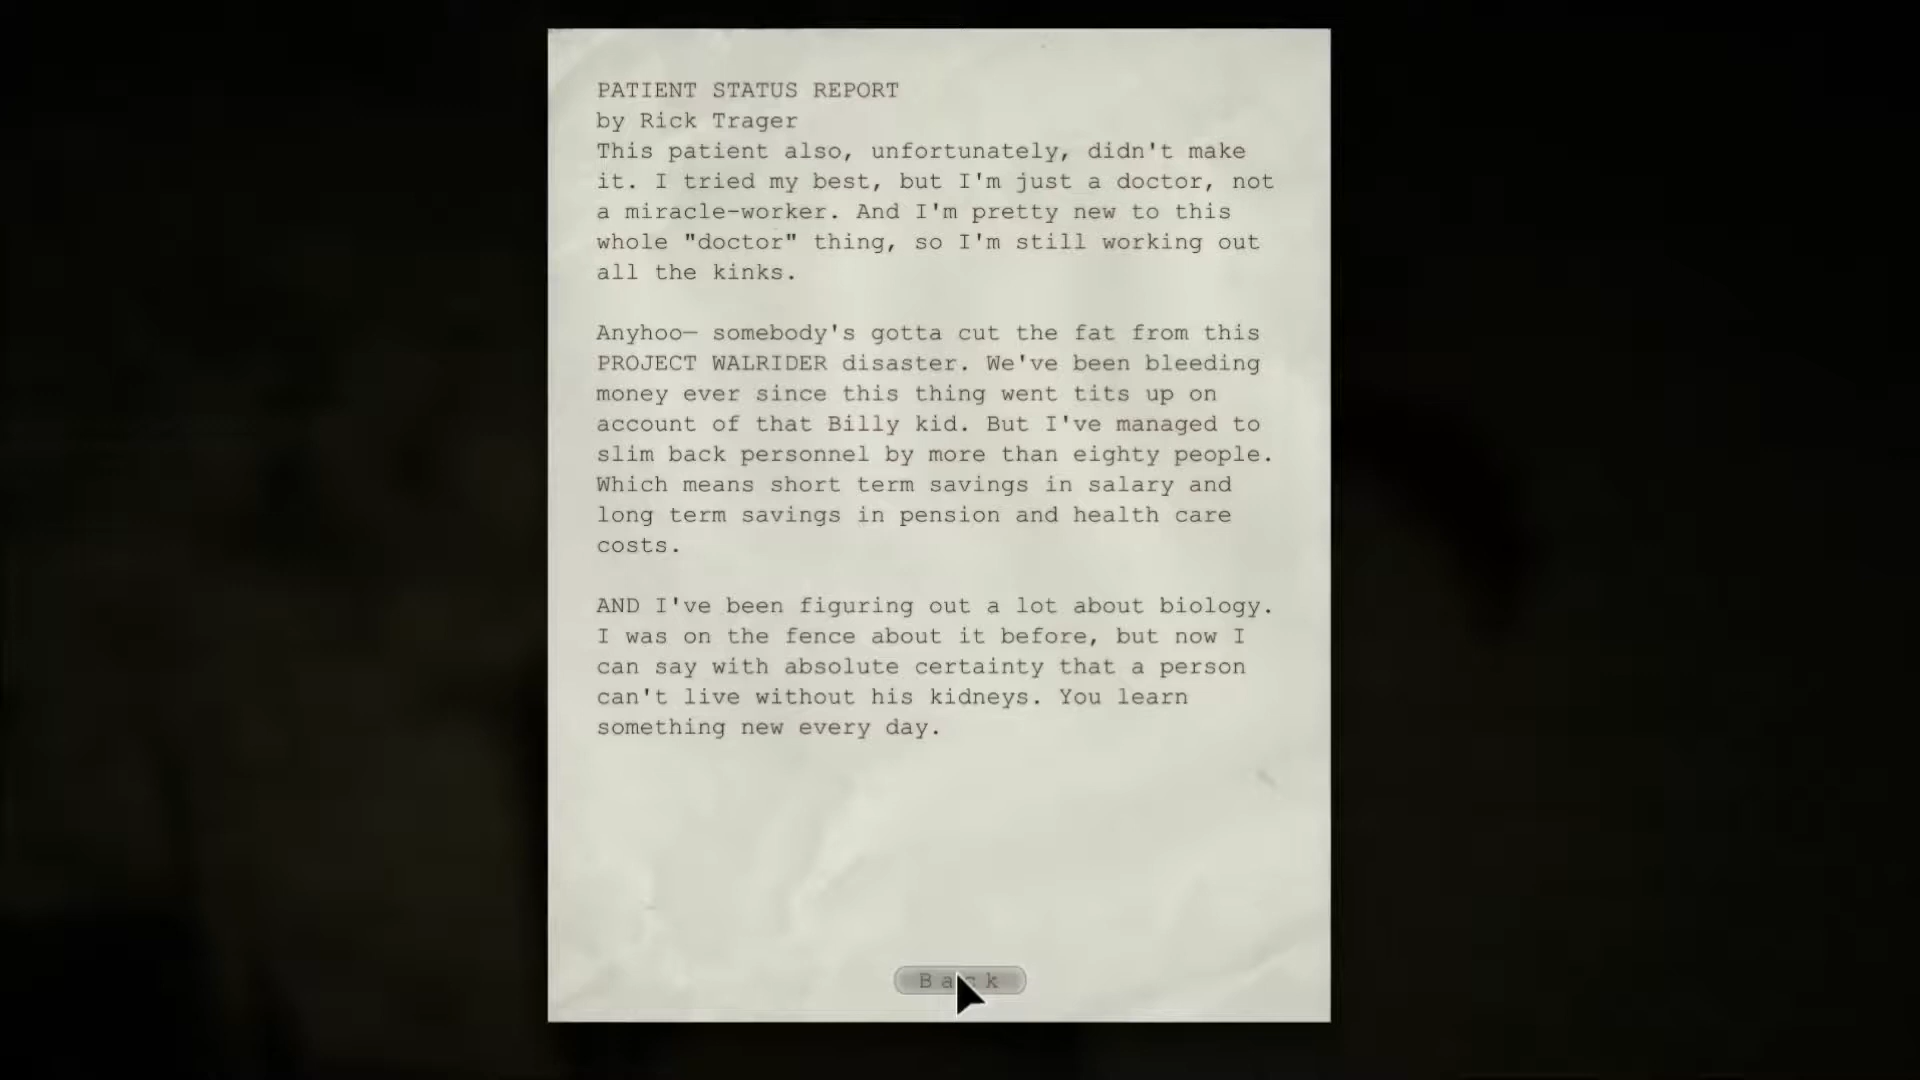 PATIENT STATUS REPORT
by Rick Trager
This patient also, unfortunately, didn't make
it. I tried my best, but I'm just a doctor, not
a miracle-worker. And I'm pretty new to this
whole "doctor" thing, so I'm still working out
all the kinks.
Anyhoo— somebody's gotta cut the fat from this
PROJECT WALRIDER disaster. We've been bleeding
money ever since this thing went tits up on
account of that Billy kid. But I've managed to
slim back personnel by more than eighty people.
Which means short term savings in salary and
long term savings in pension and health care
costs.
AND I've been figuring out a lot about biology.
I was on the fence about it before, but now I
can say with absolute certainty that a person
can't live without his kidneys. You learn
something new every day.
Back